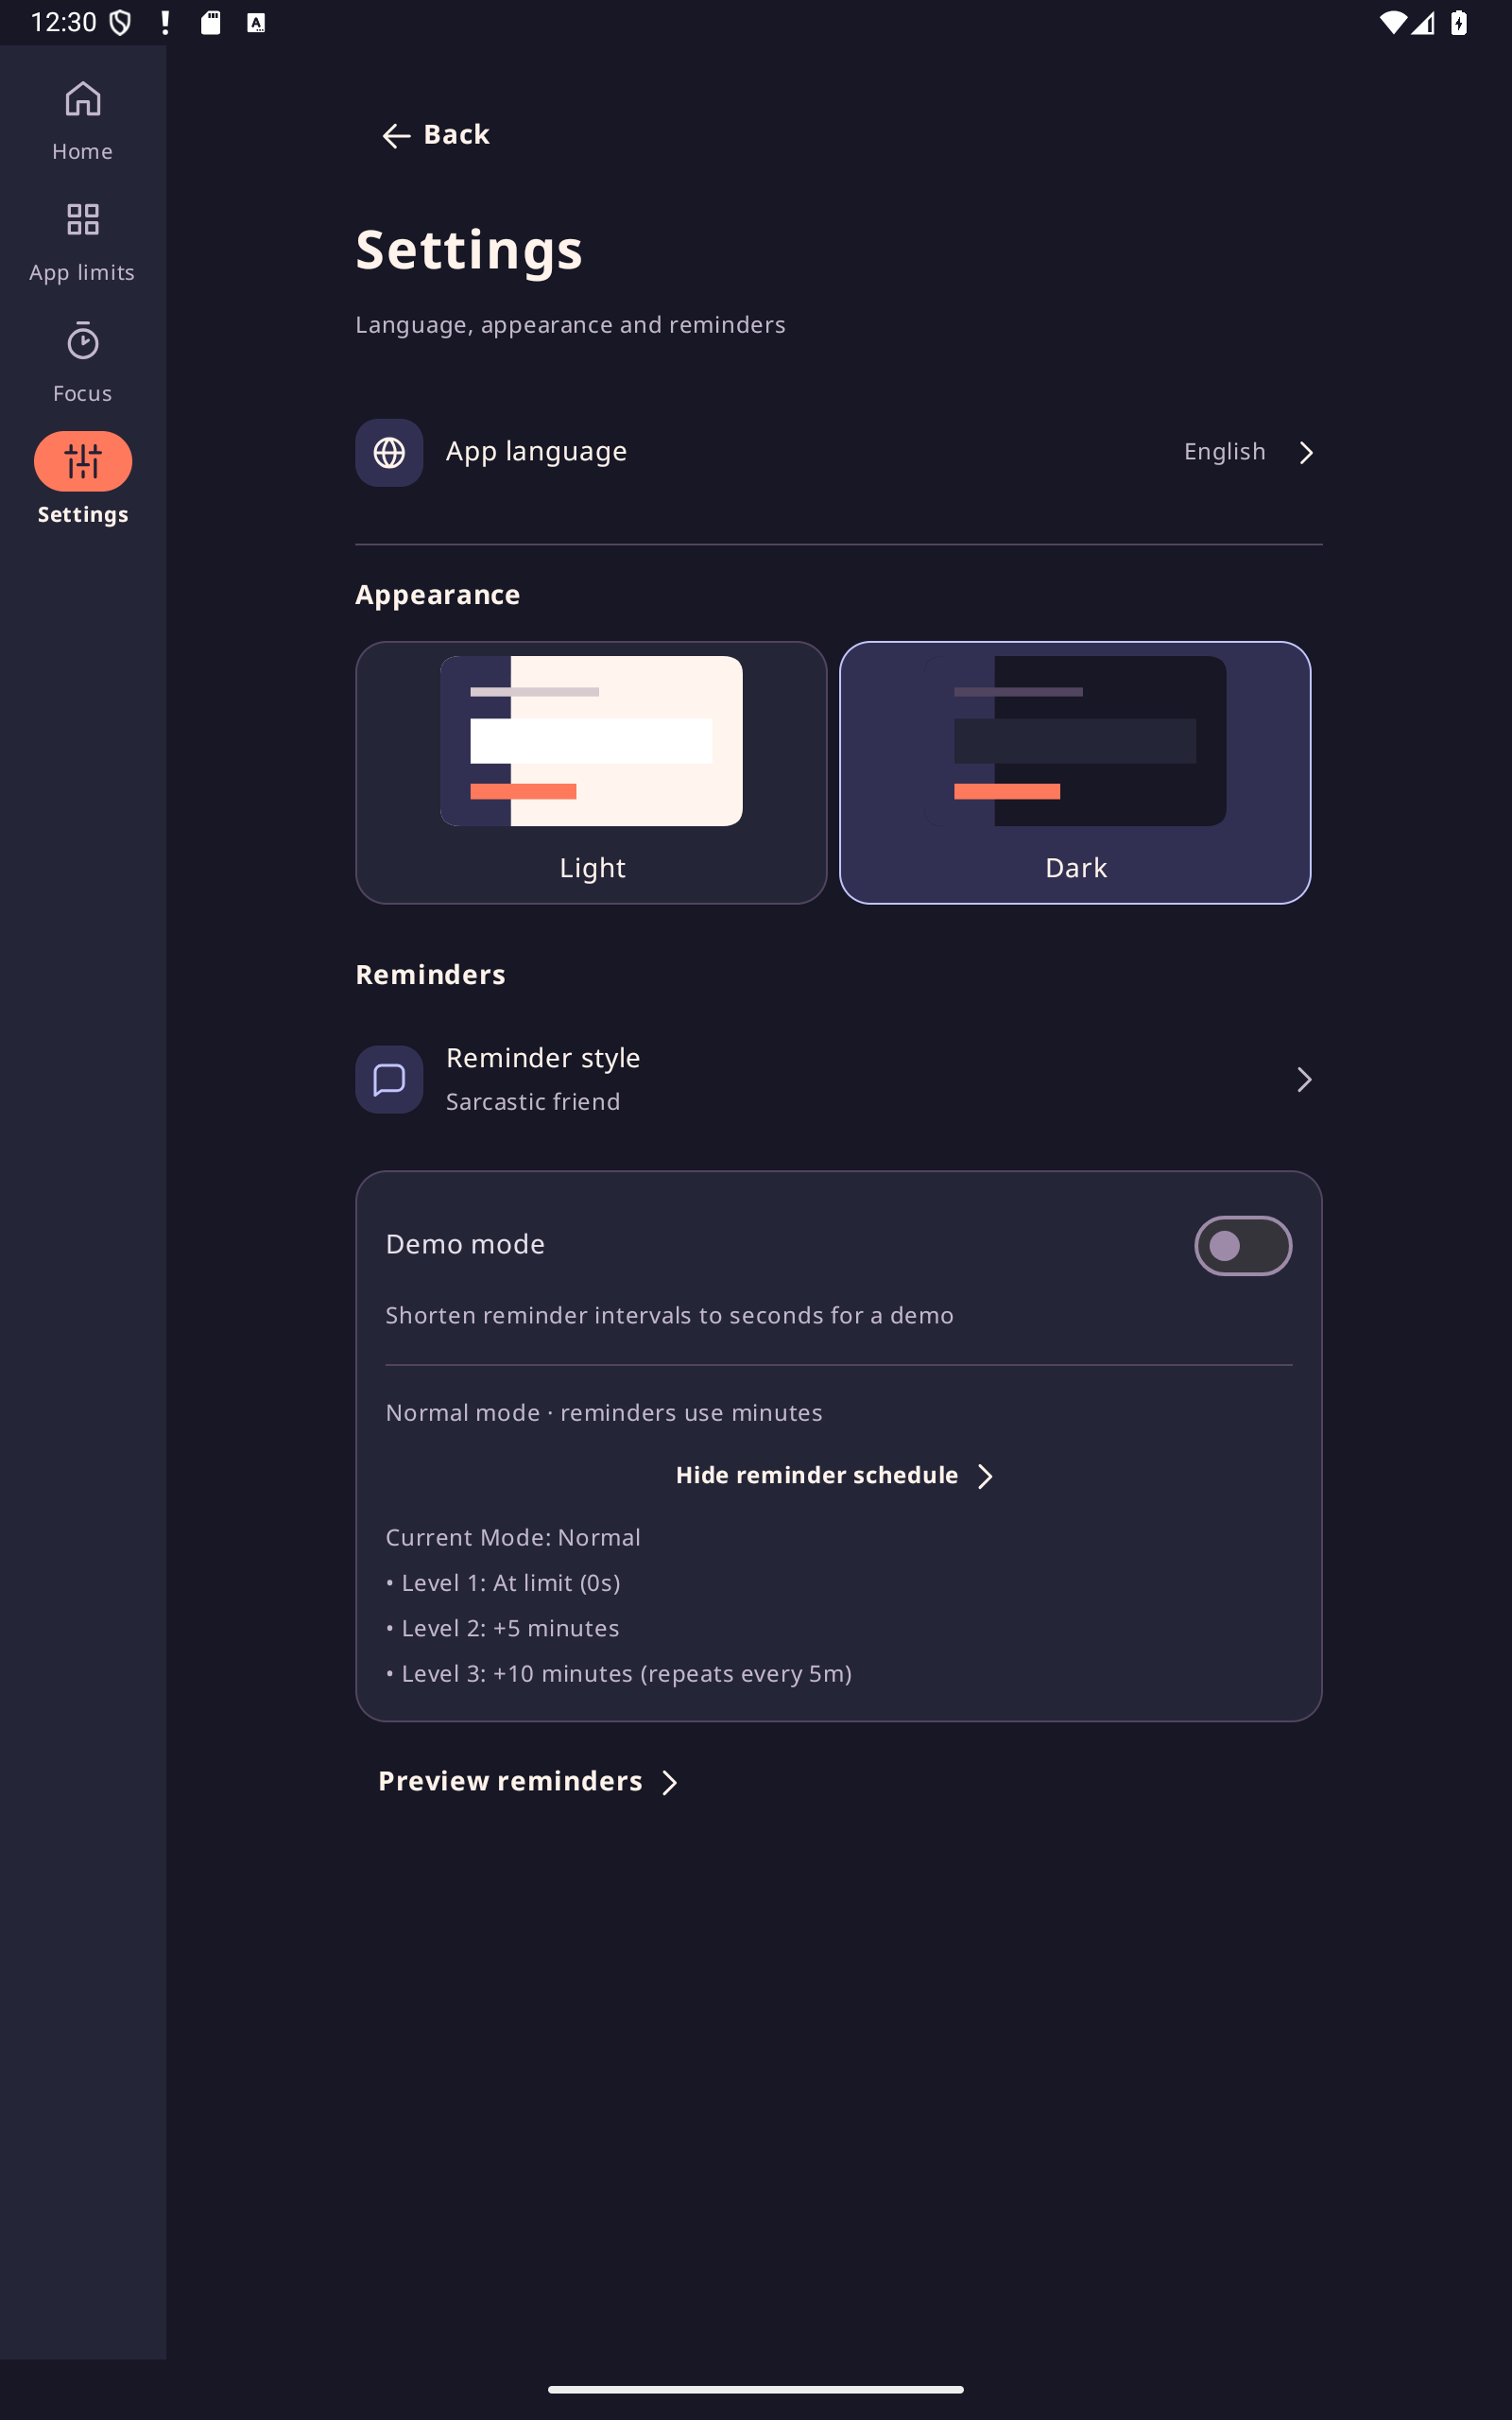 12:30
Home
App limits
Focus
Settings
Back
Settings
Language, appearance and reminders
App language
English
Appearance
Light
Dark
Reminders
Reminder style
Sarcastic friend
Demo mode
Shorten reminder intervals to seconds for a demo
Normal mode · reminders use minutes
Hide reminder schedule
Current Mode: Normal
• Level 1: At limit (0s)
• Level 2: +5 minutes
• Level 3: +10 minutes (repeats every 5m)
Preview reminders